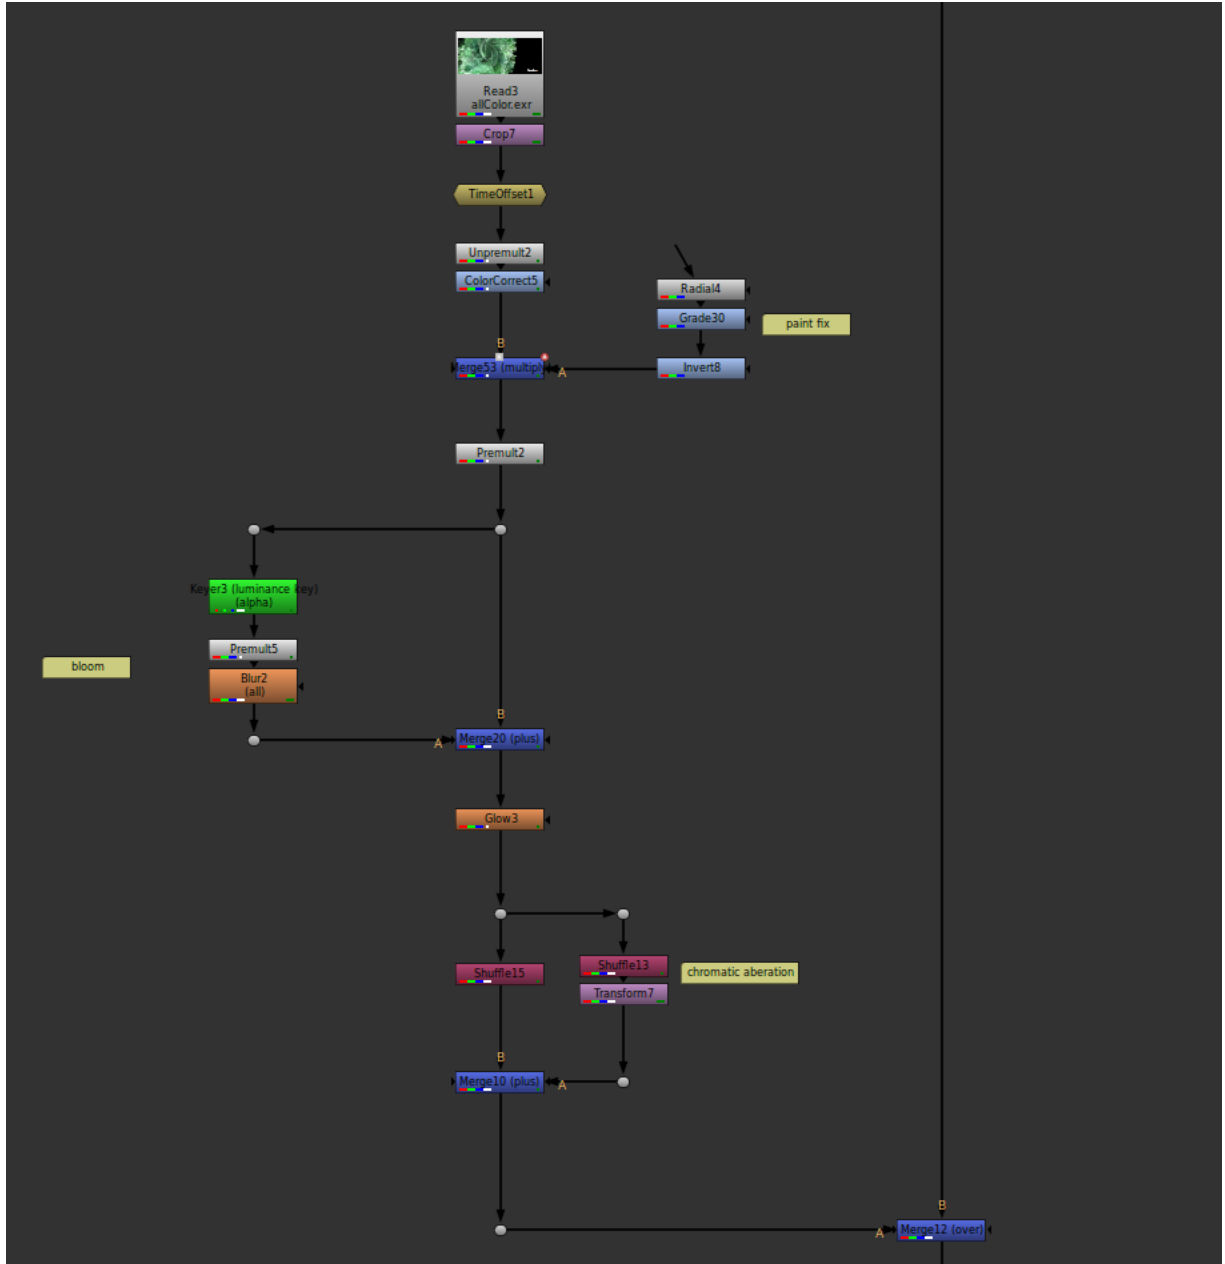 Read3
allColor.exr
Crop7
TimeOffset1
Unpremult2
ColorCorrect5
Radial4
Grade30
paint fix
B
Merge53 (multiply
A
Invert8
Premult2
Keyer3 (luminance key)
(alpha)
Premult5
bloom
Blur2
(all)
B
A
Merge20 (plus)
Glow3
Shuffle15
Shuffle13
chromatic aberation
Transform7
B
Merge10 (plus)
A
B
A
Merge12 (over)